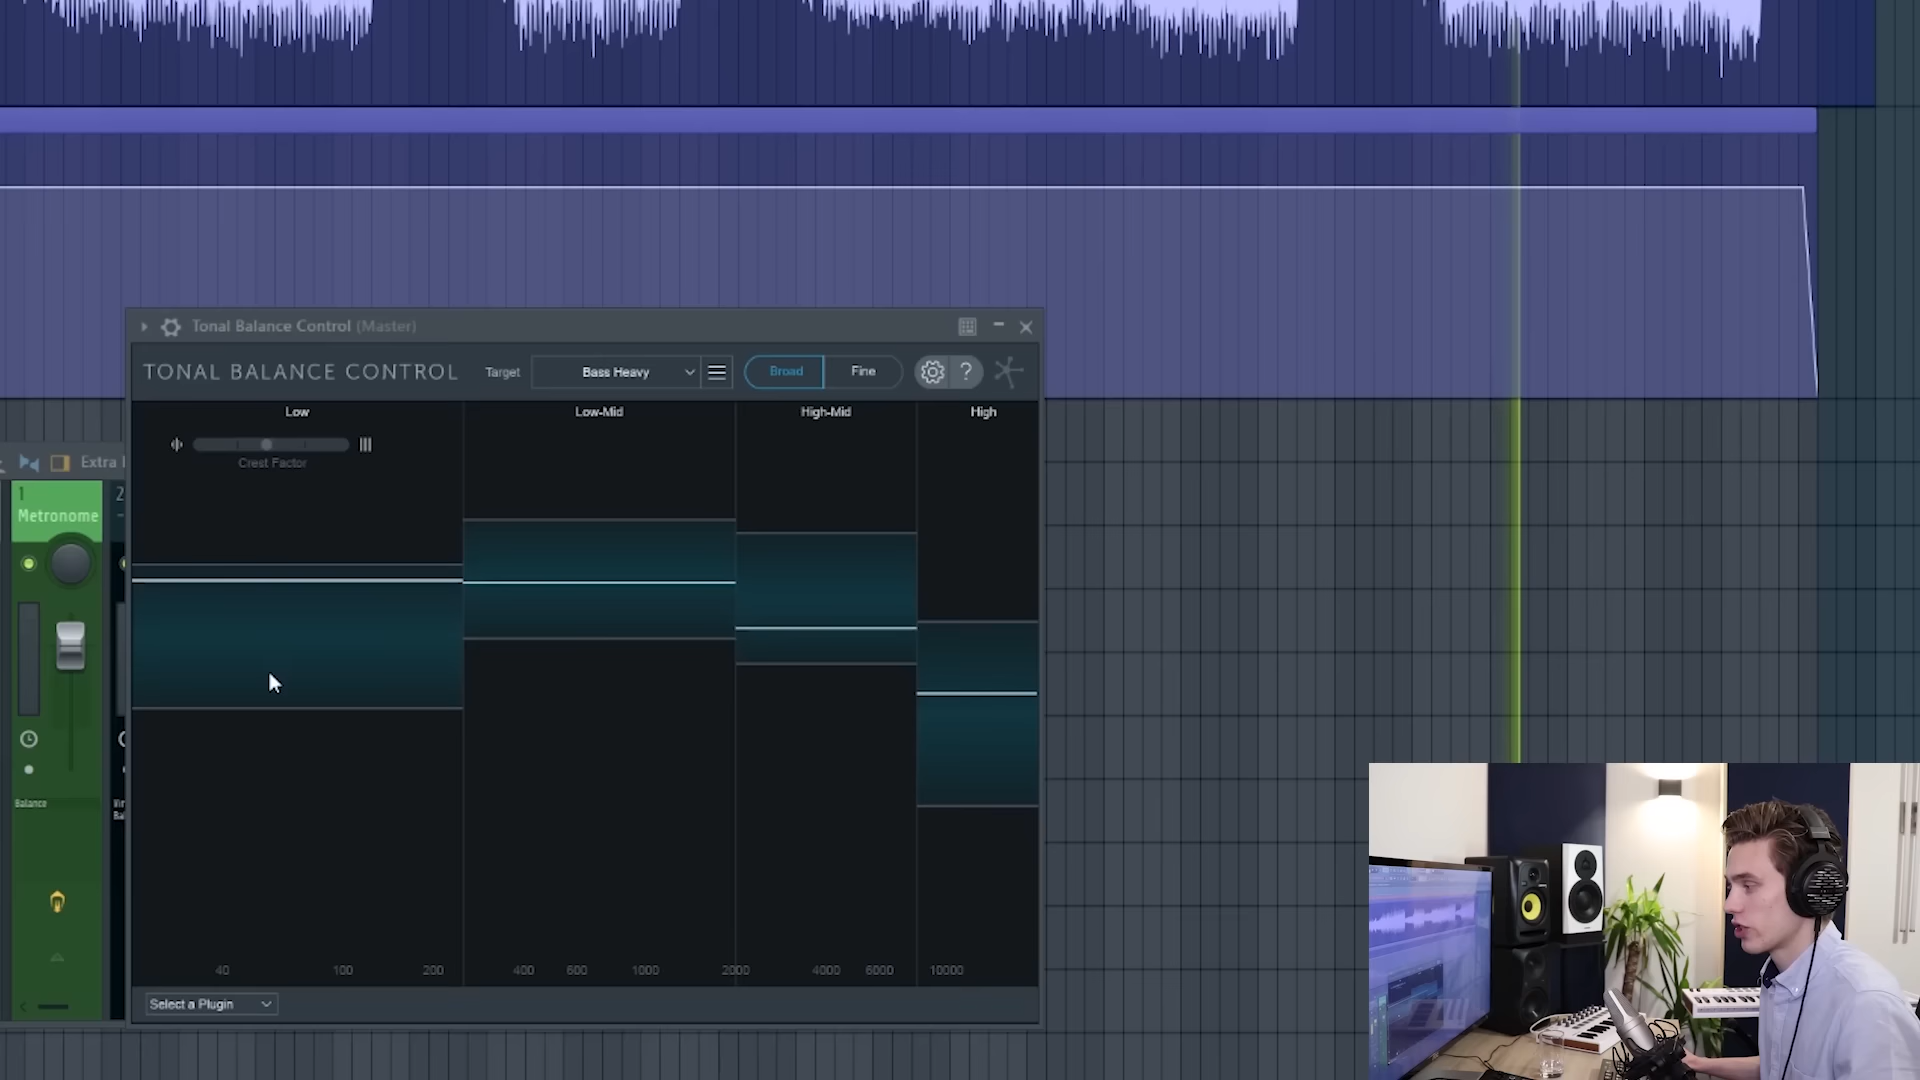 Tonal Balance Control (Master)
TONAL BALANCE CONTROL
Target
Bass Heavy
Broad
Fine
?
Low
Low-Mid
High-Mid
High
Crest Factor
Extra
1
Metronome
2
Balance
40
100
200
400
600
1000
2000
4000
6000
10000
Select a Plugin